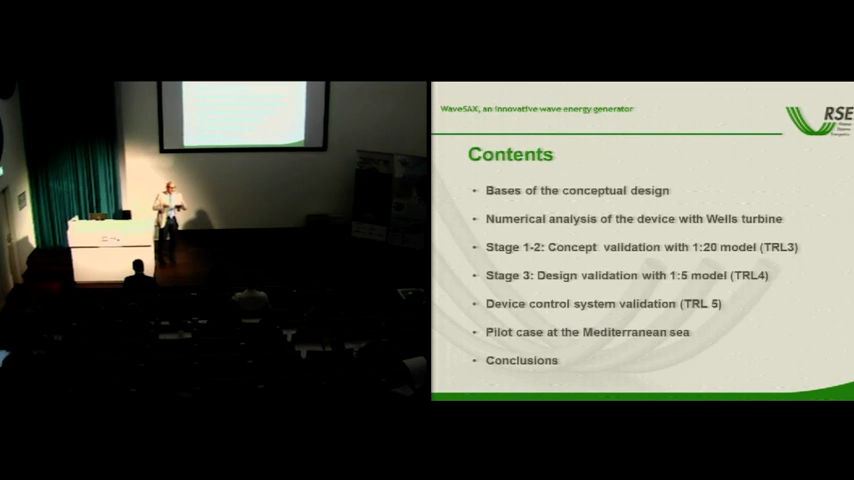 WaveSAX, an innovative wave energy generator
RSE
Contents
• Bases of the conceptual design
• Numerical analysis of the device with Wells turbine
• Stage 1-2: Concept validation with 1:20 model (TRL3)
• Stage 3: Design validation with 1:5 model (TRL4)
• Device control system validation (TRL 5)
• Pilot case at the Mediterranean sea
• Conclusions